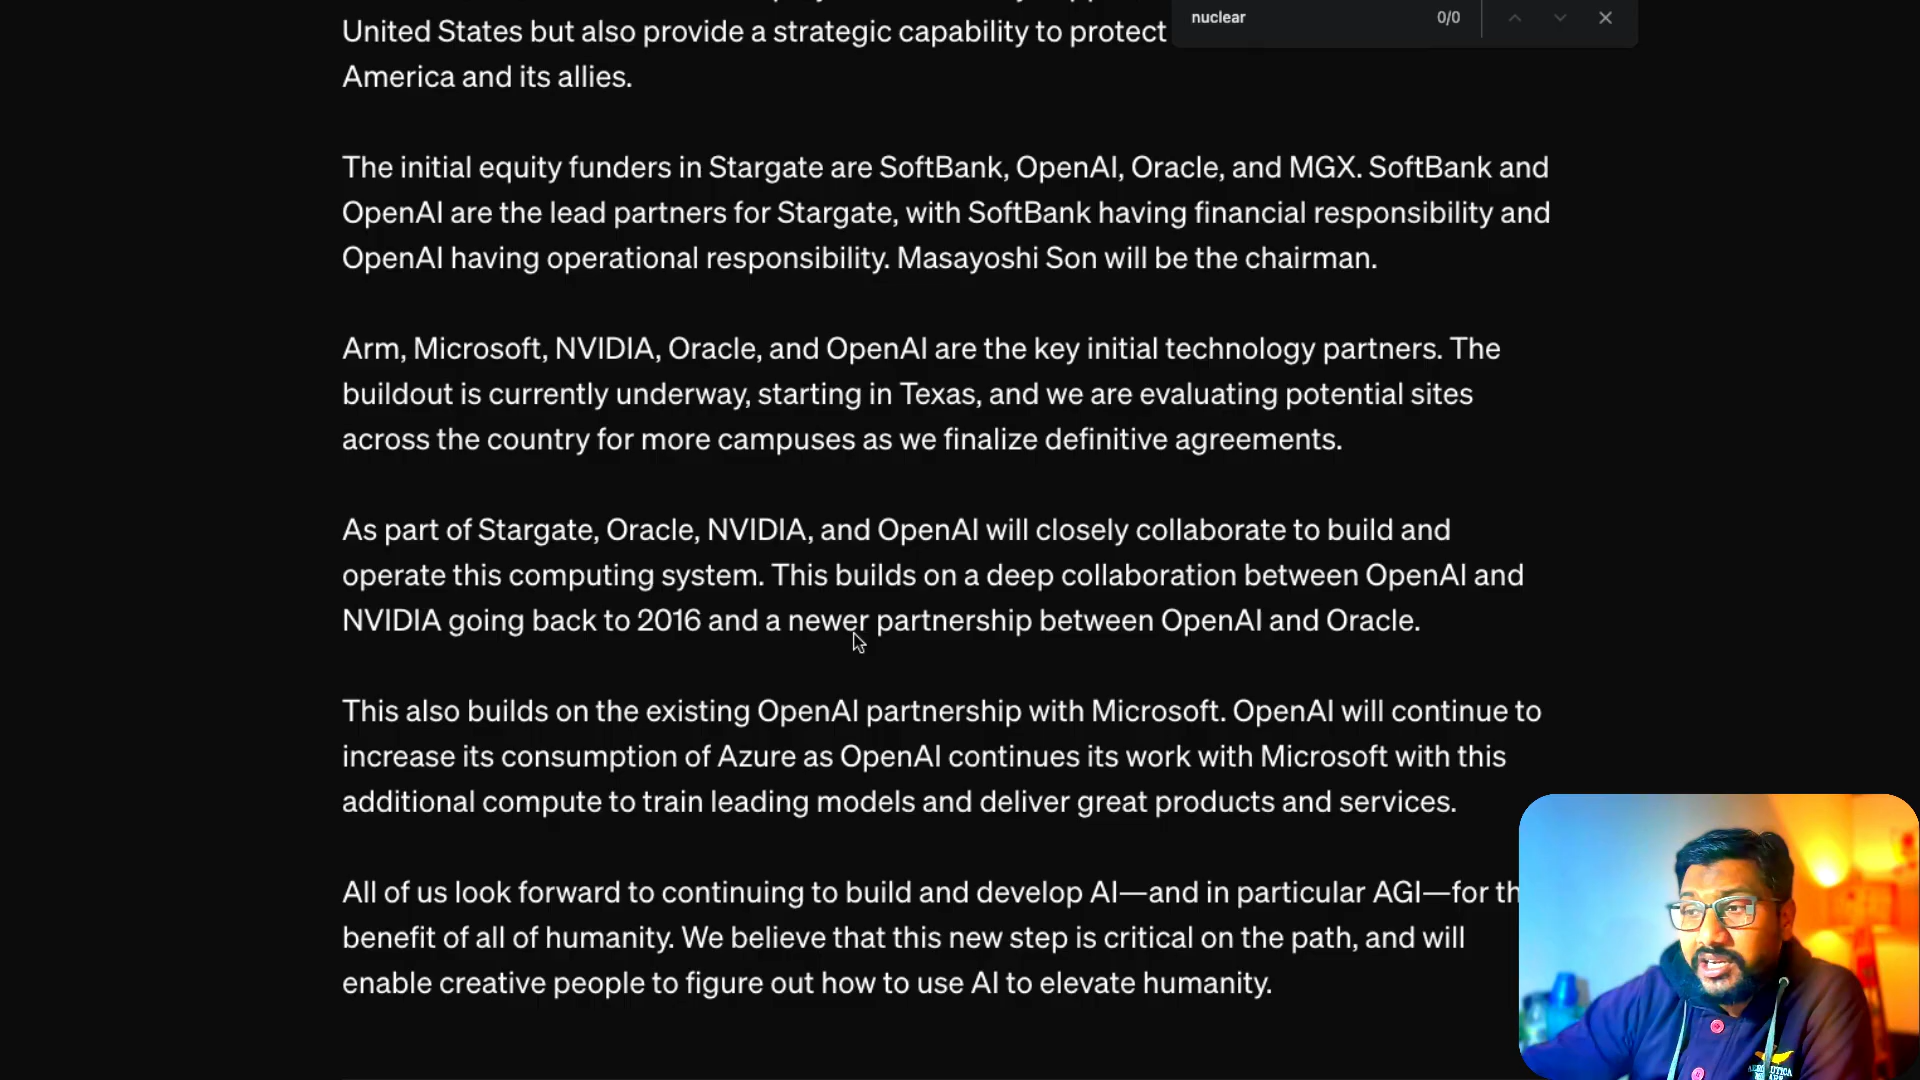 nuclear 0/0
United States but also provide a strategic capability to protect
America and its allies.
The initial equity funders in Stargate are SoftBank, OpenAI, Oracle, and MGX. SoftBank and
OpenAI are the lead partners for Stargate, with SoftBank having financial responsibility and
OpenAI having operational responsibility. Masayoshi Son will be the chairman.
Arm, Microsoft, NVIDIA, Oracle, and OpenAI are the key initial technology partners. The
buildout is currently underway, starting in Texas, and we are evaluating potential sites
across the country for more campuses as we finalize definitive agreements.
As part of Stargate, Oracle, NVIDIA, and OpenAI will closely collaborate to build and
operate this computing system. This builds on a deep collaboration between OpenAI and
NVIDIA going back to 2016 and a newer partnership between OpenAI and Oracle.
This also builds on the existing OpenAI partnership with Microsoft. OpenAI will continue to
increase its consumption of Azure as OpenAI continues its work with Microsoft with this
additional compute to train leading models and deliver great products and services.
All of us look forward to continuing to build and develop AI—and in particular AGI—for
benefit of all of humanity. We believe that this new step is critical on the path, and will
enable creative people to figure out how to use AI to elevate humanity.